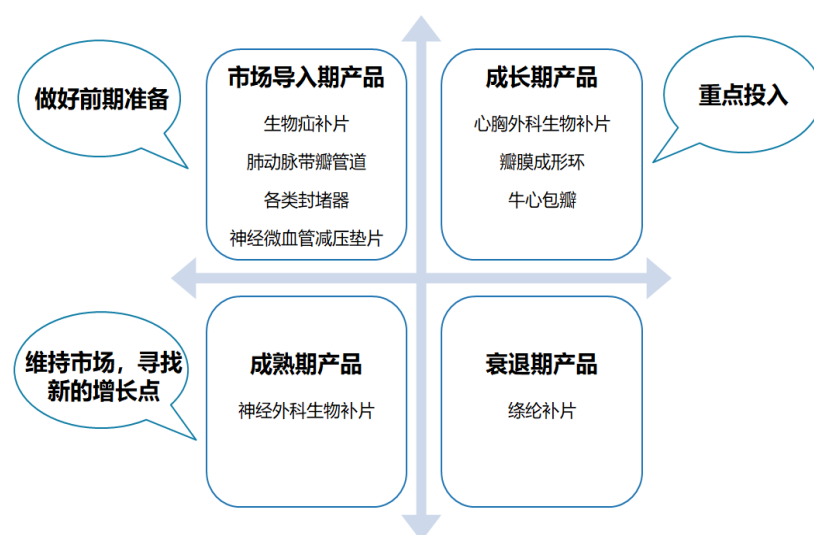 做好前期准备
市场导入期产品
生物疝补片
肺动脉带瓣管道
各类封堵器
神经微血管减压垫片
成长期产品
心胸外科生物补片
瓣膜成形环
牛心包瓣
重点投入
维持市场，寻找
新的增长点
成熟期产品
神经外科生物补片
衰退期产品
绦纶补片